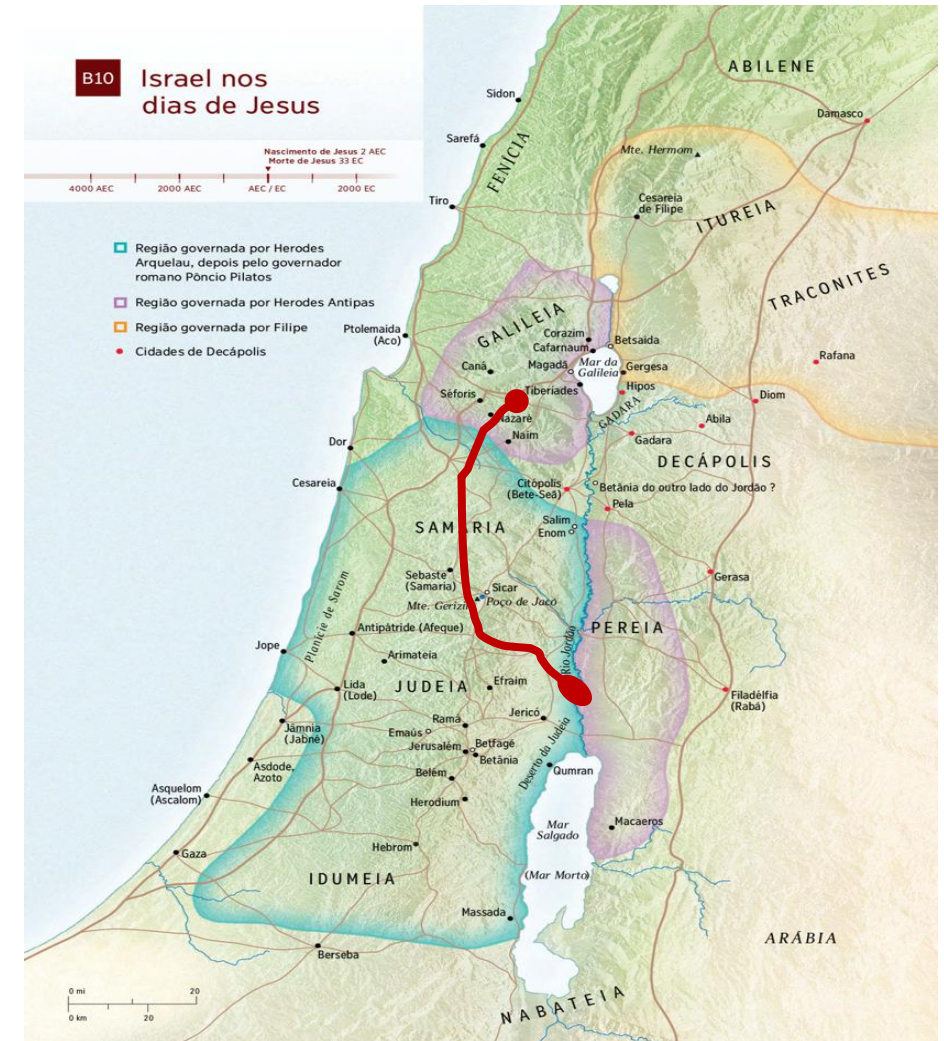 B10
Israel nos
dias de Jesus
Nascimento de Jesus 2 AEC
Morte de Jesus 33 EC
4000 AEC
2000 AEC
AEC / EC
2000 EC
Região governada por Herodes
Arquelau, depois pelo governador
romano Pôncio Pilatos
Região governada por Herodes Antipas
Região governada por Filipe
Cidades de Decápolis
ABILENE
Sidon
Damasco
Sarefá
FENÍCIA
Mte. Hermom
Tiro
Cesareia
de Filipe
ITUREIA
TRACONITES
GALILEIA
Ptolemaida
(Aco)
Corazim
Cafarnaum
Betsaida
Caná
Magadã
Mar da
Galileia
Gergesa
Rafana
Séforis
Tiberíades
Hipos
Diom
Nazaré
GADARA
Abila
Naim
Gadara
Dor
DECÁPOLIS
Cesareia
Citópolis
(Bete-Seã)
Betânia do outro lado do Jordão ?
Pela
SAMARIA
Salim
Enom
Sebaste
(Samaria)
Sicar
Gerasa
Mte. Gerizim
Poço de Jacó
Planície de Sarom
Antipátride (Afeque)
PEREIA
Rio Jordão
Jope
Arimateia
Lida
(Lode)
JUDEIA
Efraim
Filadélfia
(Rabá)
Jâmnia
(Jabné)
Ramá
Jericó
Emaús
Jerusalém
Betfagé
Betânia
Deserto da Judeia
Asdode,
Azoto
Belém
Qumran
Asquelom
(Ascalom)
Herodium
Mar
Salgado
Macaeros
Gaza
Hebrom
(Mar Morto)
IDUMEIA
Massada
ARÁBIA
Berseba
0 mi
20
0 km
20
NABATEIA